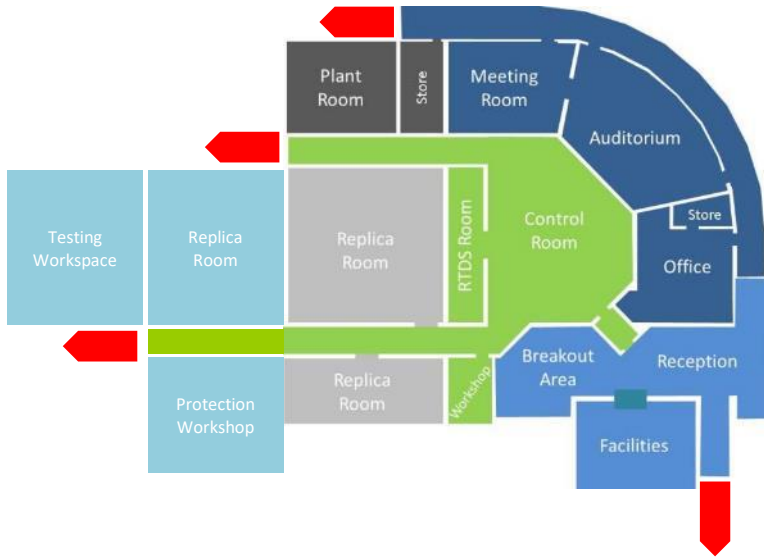 Plant
Room
Store
Meeting
Room
Auditorium
Testing
Workspace
Replica
Room
Replica
Room
RTDS Room
Control
Room
Store
Office
Protection
Workshop
Replica
Room
Workshop
Breakout
Area
Reception
Facilities